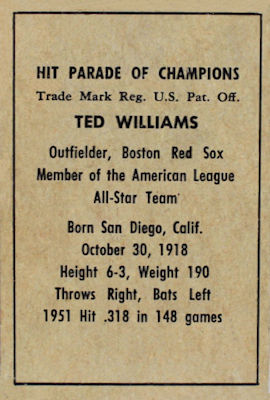 HIT PARADE OF CHAMPIONS
Trade Mark Reg. U.S. Pat. Off.
TED WILLIAMS
Outfielder, Boston Red Sox
Member of the American League
All-Star Team
Born San Diego, Calif.
October 30, 1918
Height 6-3, Weight 190
Throws Right, Bats Left
1951 Hit .318 in 148 games